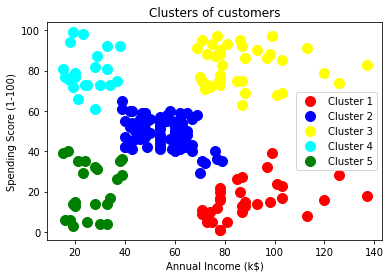 Clusters of customers
Spending Score (1-100)
100
80
60
40
20
0
Cluster 1
Cluster 2
Cluster 3
Cluster 4
Cluster 5
20 40 60 80 100 120 140
Annual Income (k$)